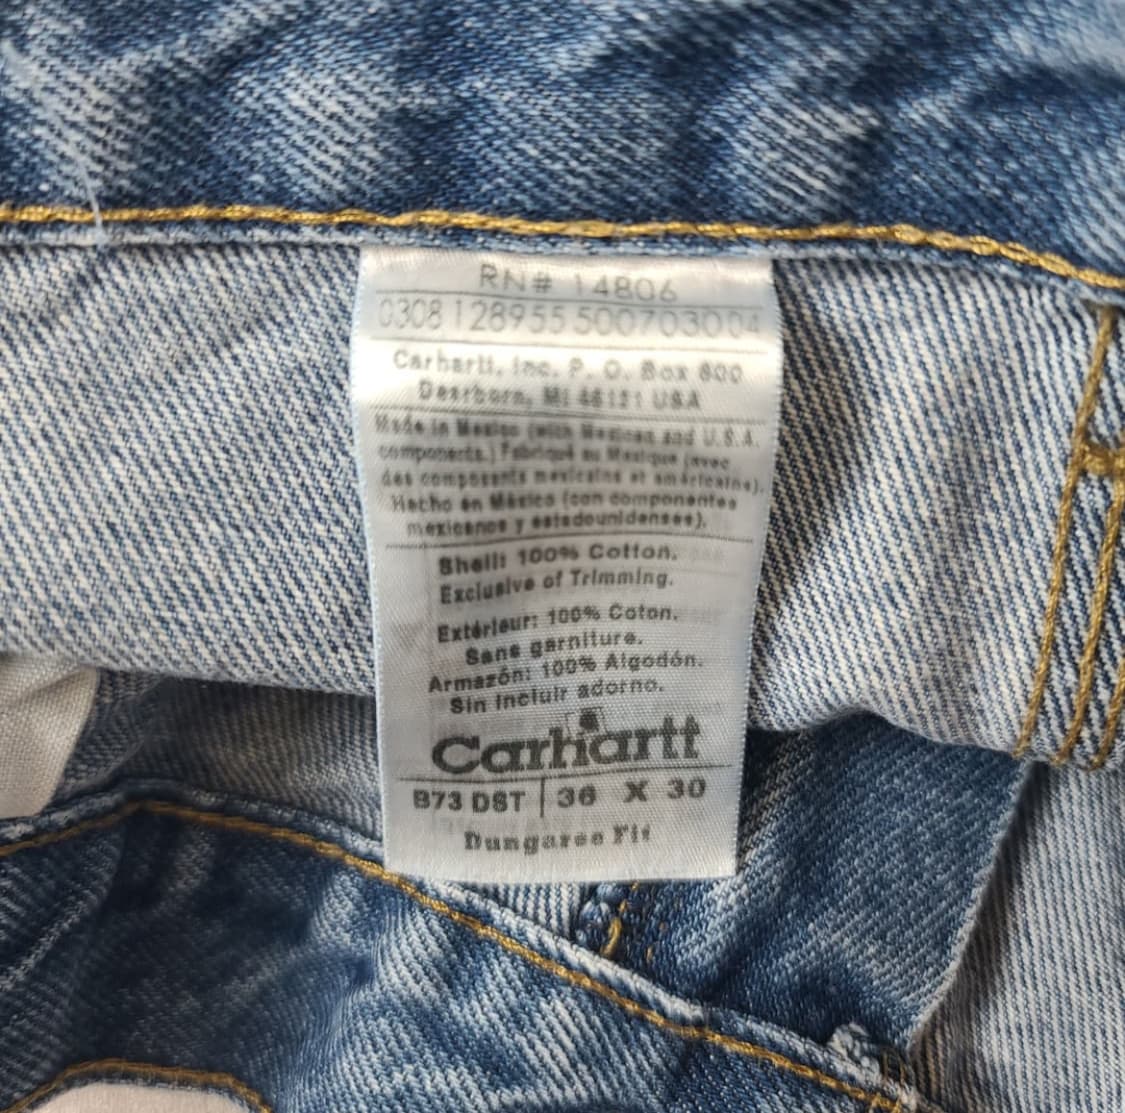 RN# 14806
0308 128955 5007030 04
Carhartt, Inc. P. O. Box 600
Dearborn, MI 48121 USA
Made in Mexico (with Mexican and U.S.A.
components.) Fabriqué au Mexique (avec
des composants mexicains et américains).
Hecho en México (con componentes
mexicanos y estadounidenses).
Shell: 100% Cotton.
Exclusive of Trimming.
Extérieur: 100% Coton.
Sans garniture.
Armazón: 100% Algodón.
Sin incluir adorno.
Carhartt
B73 DST | 36 X 30
Dungaree Fit